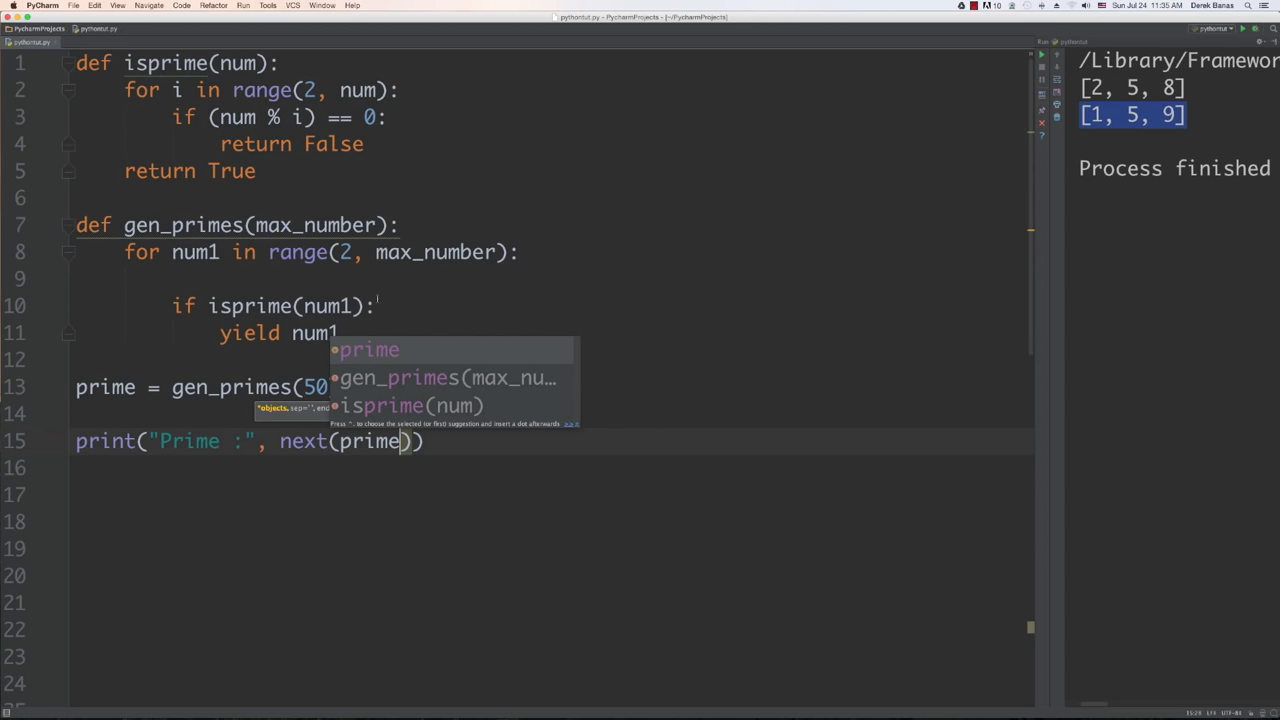 PyCharm File Edit View Navigate Code Refactor Run Tools VCS Window Help
10 Sun Jul 24 11:35 AM Derek Banas
pythontut.py - PycharmProjects - [~/PycharmProjects]
PycharmProjects pythontut.py pythontut
pythontut.py Run pythontut
1 def isprime(num):
2 for i in range(2, num):
3 if (num % i) == 0:
4 return False
5 return True
6
7 def gen_primes(max_number):
8 for num1 in range(2, max_number):
9
10 if isprime(num1):
11 yield num1
12
prime
gen_primes(max_nu...
isprime(num)
Press ^. to choose the selected (or first) suggestion and insert a dot afterwards >>
13 prime = gen_primes(50
*objects, sep='', end
14
15 print("Prime :", next(prime))
16
17
18
19
20
21
22
23
24
/Library/Framewor
[2, 5, 8]
[1, 5, 9]
Process finished
15:28 LF‡ UTF-8‡